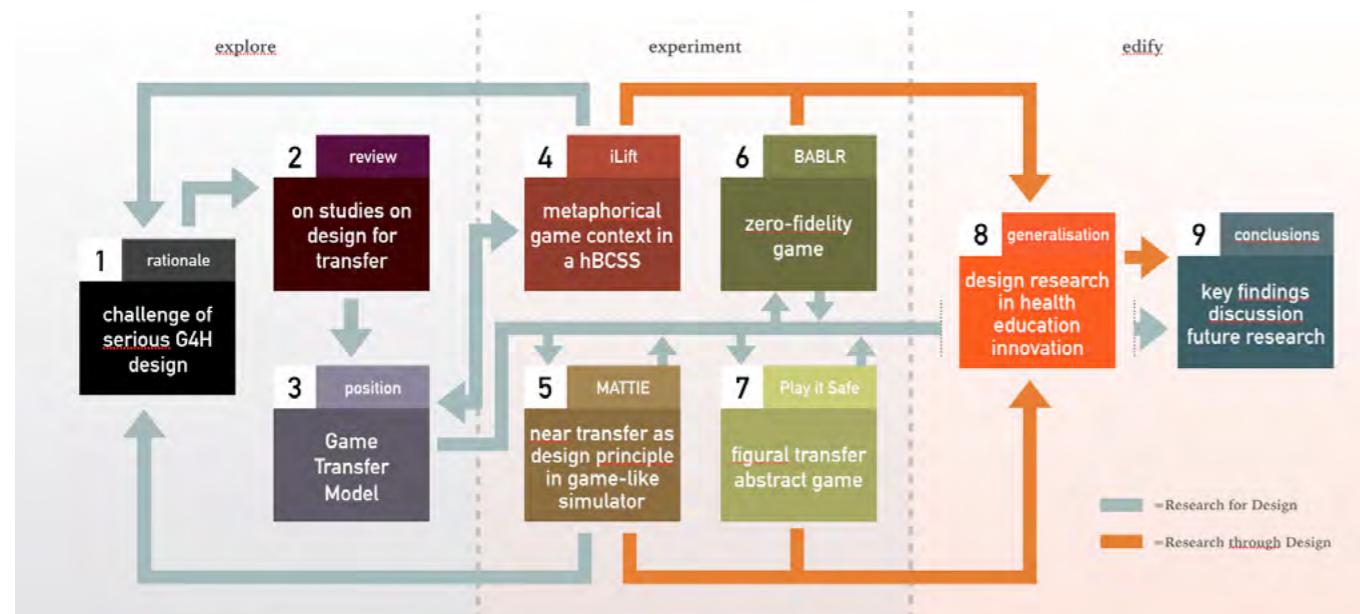 explore
experiment
edify
1 rationale
challenge of
serious G4H
design
2 review
on studies on
design for
transfer
3 position
Game
Transfer
Model
4 iLift
metaphorical
game context in
a hBCSS
5 MATTIE
near transfer as
design principle
in game-like
simulator
6 BABLR
zero-fidelity
game
7 Play it Safe
figural transfer
abstract game
8 generalisation
design research
in health
education
innovation
9 conclusions
key findings
discussion
future research
=Research for Design
=Research through Design